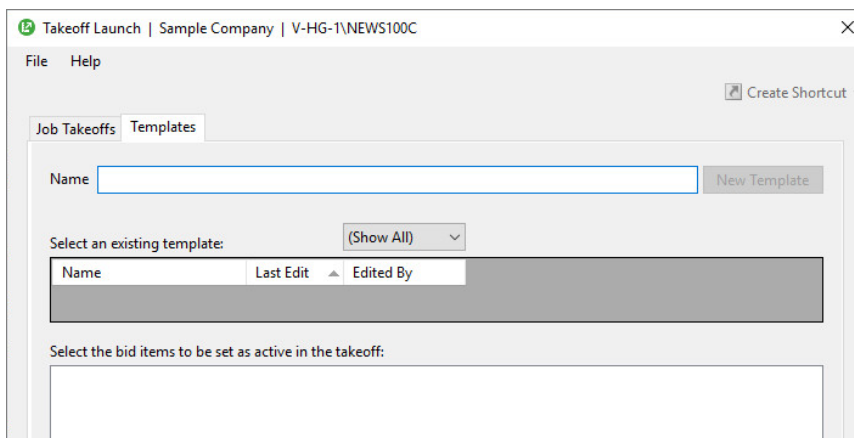 Takeoff Launch | Sample Company | V-HG-1\NEWS100C
File Help
Create Shortcut
Job Takeoffs Templates
Name New Template
Select an existing template: (Show All)
Name Last Edit Edited By
Select the bid items to be set as active in the takeoff: